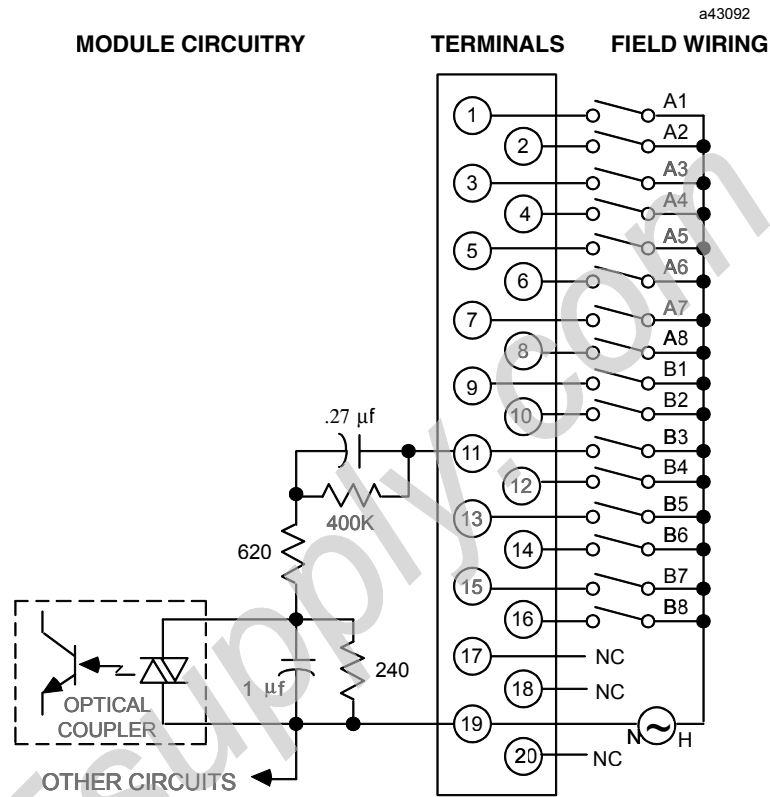 a43092
MODULE CIRCUITRY TERMINALS FIELD WIRING
1 A1
2 A2
3 A3
4 A4
5 A5
6 A6
7 A7
8 A8
9 B1
10 B2
.27 µf
11 B3
12 B4
400K
13 B5
620
14 B6
15 B7
16 B8
17 NC
240
1 µf
18 NC
OPTICAL
COUPLER
19 N H
20 NC
OTHER CIRCUITS
supply.com